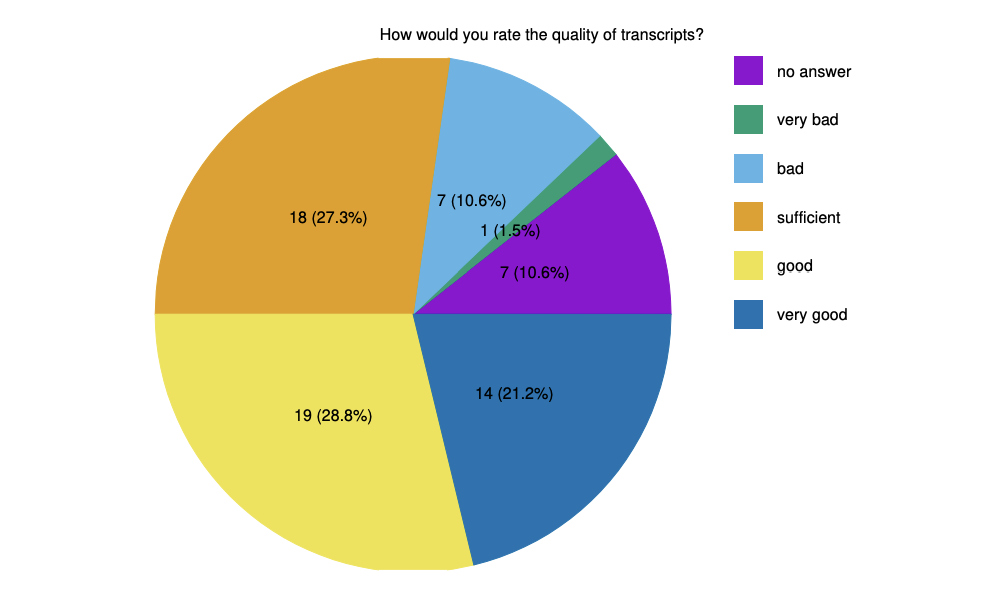 How would you rate the quality of transcripts?
no answer
very bad
bad
sufficient
good
very good
7 (10.6%)
18 (27.3%)
1 (1.5%)
7 (10.6%)
14 (21.2%)
19 (28.8%)